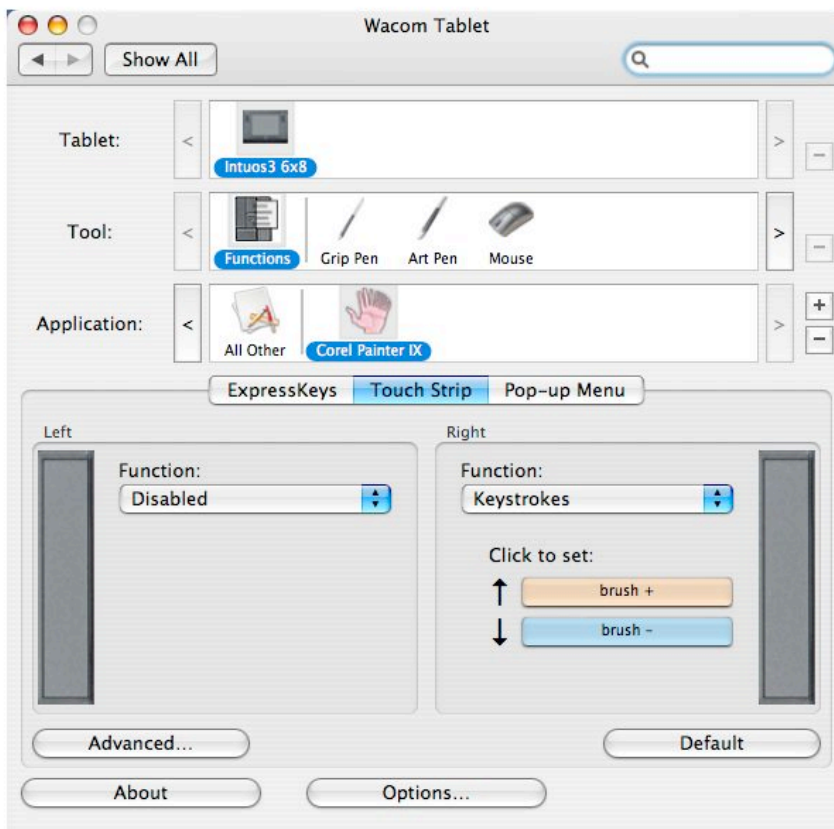 Wacom Tablet
Show All
Tablet:
<
>
−
Intuos3 6x8
Tool:
<
>
−
Functions Grip Pen Art Pen Mouse
Application:
<
>
+
−
All Other Corel Painter IX
ExpressKeys Touch Strip Pop-up Menu
Left
Function:
Disabled
Right
Function:
Keystrokes
Click to set:
↑ brush +
↓ brush -
Advanced...
Default
About
Options...